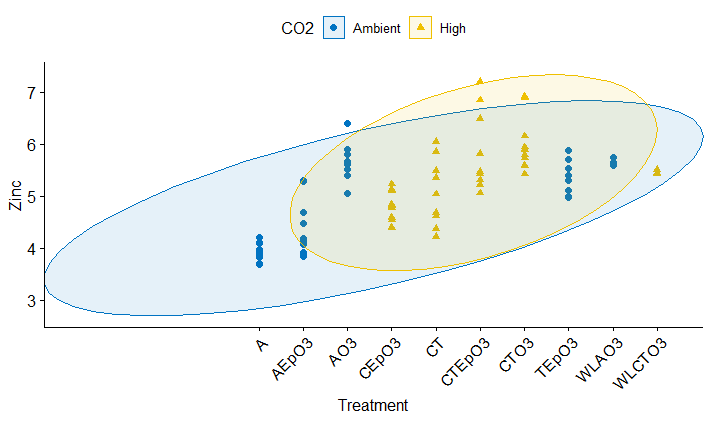 CO2 Ambient High
7
6
5
4
3
Zinc
A AEpO3 AO3 CEpO3 CT CTEpO3 CTO3 TEpO3 WLAO3 WLCTO3
Treatment